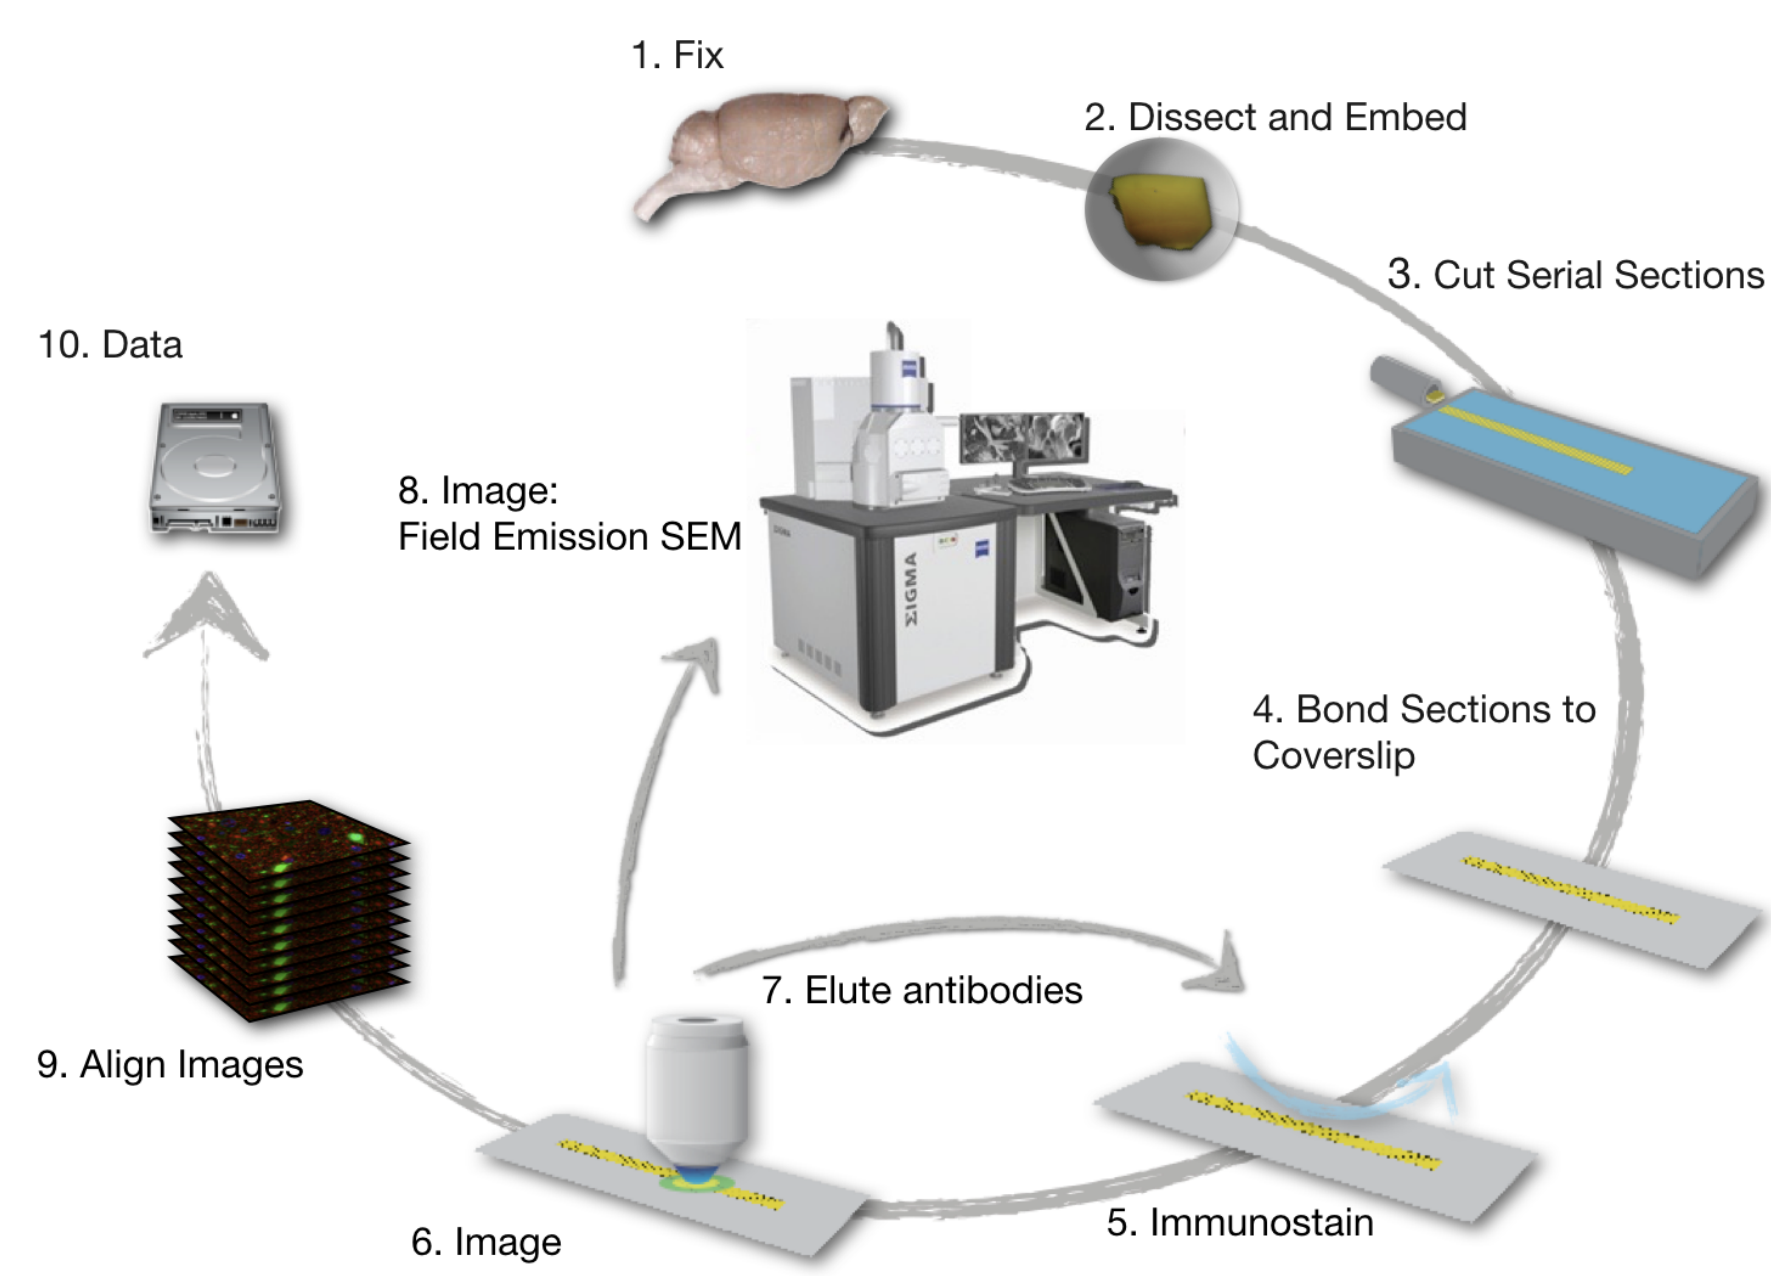 1. Fix
2. Dissect and Embed
3. Cut Serial Sections
10. Data
8. Image:
Field Emission SEM
ΣIGMA
4. Bond Sections to
Coverslip
7. Elute antibodies
9. Align Images
5. Immunostain
6. Image